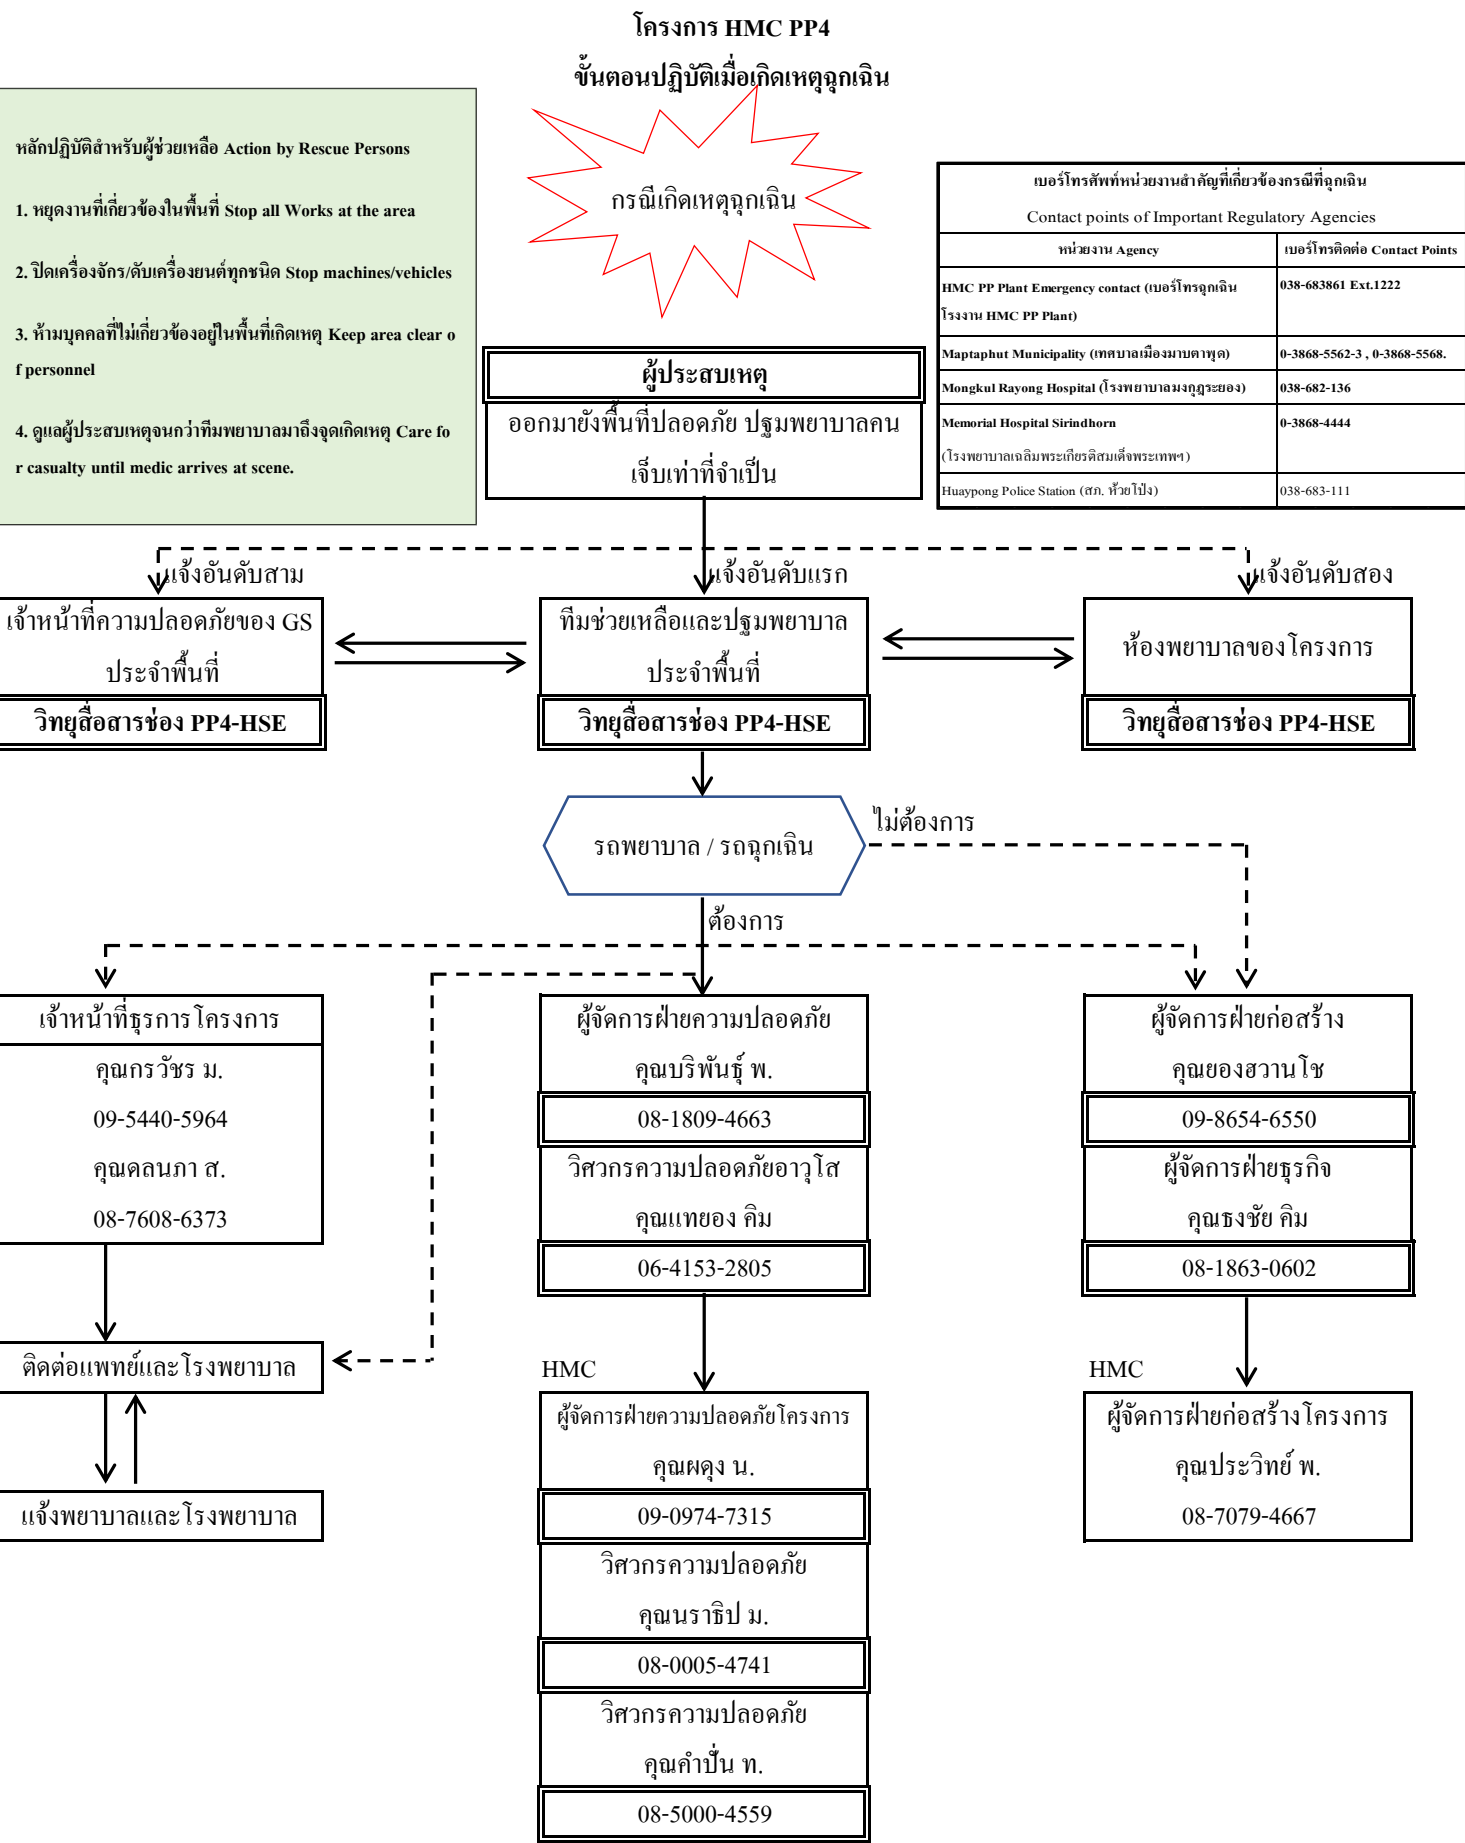 โครงการ HMC PP4
ขั้นตอนปฏิบัติเมื่อเกิดเหตุฉุกเฉิน
หลักปฏิบัติสำหรับผู้ช่วยเหลือ Action by Rescue Persons
1. หยุดงานที่เกี่ยวข้องในพื้นที่ Stop all Works at the area
2. ปิดเครื่องจักร/ดับเครื่องยนต์ทุกชนิด Stop machines/vehicles
3. ห้ามบุคคลที่ไม่เกี่ยวข้องอยู่ในพื้นที่เกิดเหตุ Keep area clear o
f personnel
4. ดูแลผู้ประสบเหตุจนกว่าทีมพยาบาลมาถึงจุดเกิดเหตุ Care fo
r casualty until medic arrives at scene.
กรณีเกิดเหตุฉุกเฉิน
เบอร์โทรศัพท์หน่วยงานสำคัญที่เกี่ยวข้องกรณีที่ฉุกเฉิน
Contact points of Important Regulatory Agencies
หน่วยงาน Agency เบอร์โทรติดต่อ Contact Points
HMC PP Plant Emergency contact (เบอร์โทรฉุกเฉิน 038-683861 Ext.1222
โรงงาน HMC PP Plant)
Maptaphut Municipality (เทศบาลเมืองมาบตาพุด) 0-3868-5562-3 , 0-3868-5568.
Mongkul Rayong Hospital (โรงพยาบาลมงกุฎระยอง) 038-682-136
Memorial Hospital Sirindhorn 0-3868-4444
(โรงพยาบาลเฉลิมพระเกียรติสมเด็จพระเทพฯ)
Huaypong Police Station (สภ. ห้วยโป่ง) 038-683-111
ผู้ประสบเหตุ
ออกมายังพื้นที่ปลอดภัย ปฐมพยาบาลคน
เจ็บเท่าที่จำเป็น
แจ้งอันดับสาม แจ้งอันดับแรก แจ้งอันดับสอง
เจ้าหน้าที่ความปลอดภัยของ GS
ประจำพื้นที่
วิทยุสื่อสารช่อง PP4-HSE
ทีมช่วยเหลือและปฐมพยาบาล
ประจำพื้นที่
วิทยุสื่อสารช่อง PP4-HSE
ห้องพยาบาลของโครงการ
วิทยุสื่อสารช่อง PP4-HSE
รถพยาบาล / รถฉุกเฉิน
ไม่ต้องการ
ต้องการ
เจ้าหน้าที่ธุรการโครงการ
คุณกรวัชร ม.
09-5440-5964
คุณดลนภา ส.
08-7608-6373
ติดต่อแพทย์และโรงพยาบาล
แจ้งพยาบาลและโรงพยาบาล
ผู้จัดการฝ่ายความปลอดภัย
คุณบริพันธุ์ พ.
08-1809-4663
วิศวกรความปลอดภัยอาวุโส
คุณแทยอง คิม
06-4153-2805
HMC
ผู้จัดการฝ่ายความปลอดภัยโครงการ
คุณผดุง น.
09-0974-7315
วิศวกรความปลอดภัย
คุณนราธิป ม.
08-0005-4741
วิศวกรความปลอดภัย
คุณคำปั่น ท.
08-5000-4559
ผู้จัดการฝ่ายก่อสร้าง
คุณยองฮวานโช
09-8654-6550
ผู้จัดการฝ่ายธุรกิจ
คุณธงชัย คิม
08-1863-0602
HMC
ผู้จัดการฝ่ายก่อสร้างโครงการ
คุณประวิทย์ พ.
08-7079-4667